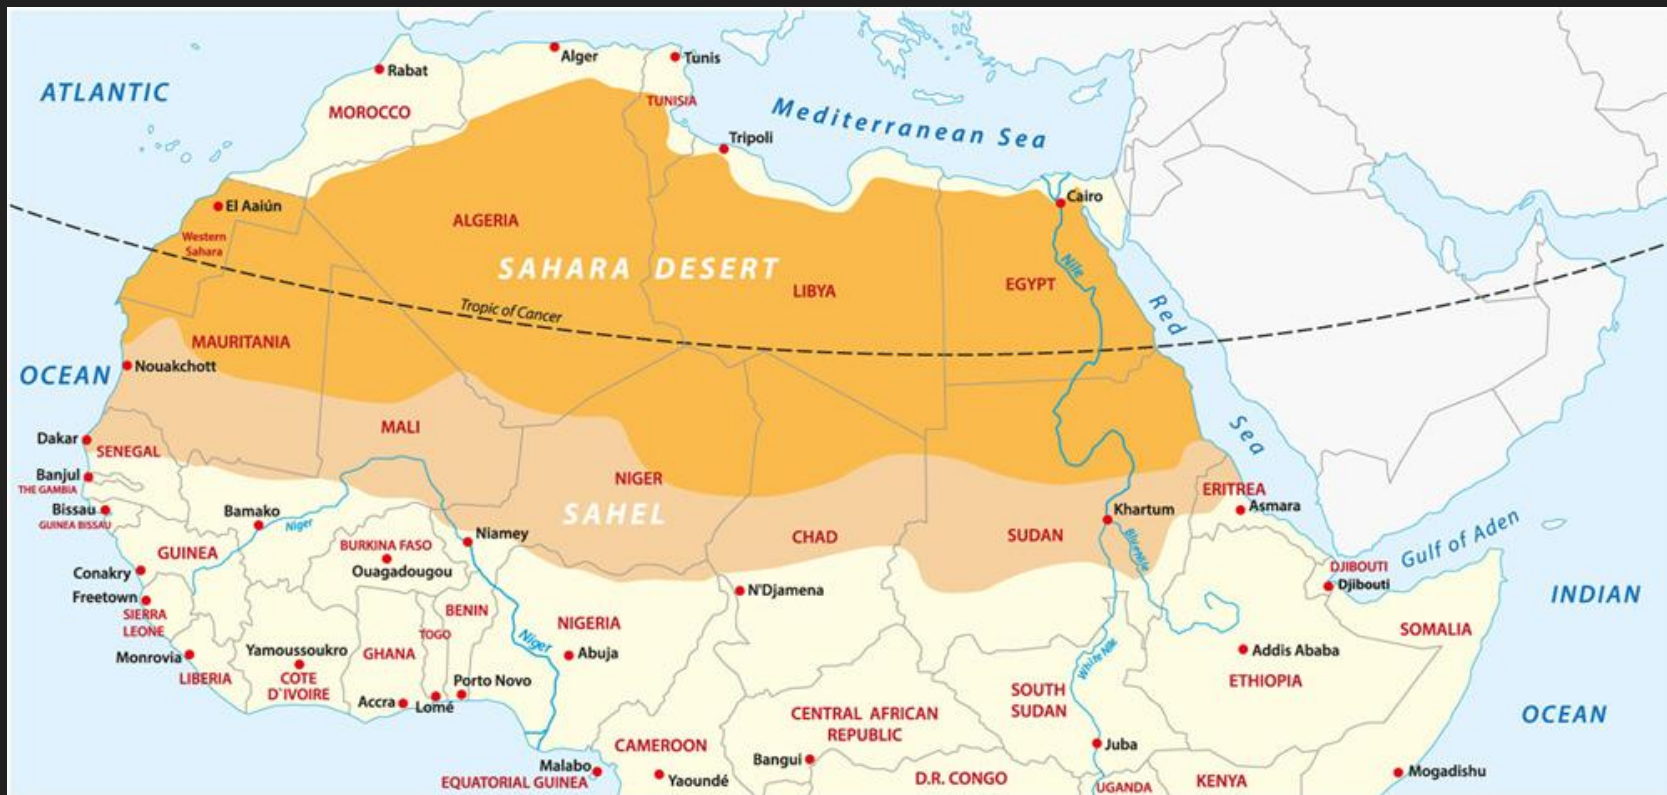 ATLANTIC
OCEAN
Rabat
MOROCCO
Alger
Tunis
TUNISIA
Tripoli
Mediterranean Sea
Cairo
El Aaiún
Western
Sahara
ALGERIA
SAHARA DESERT
LIBYA
EGYPT
Nile
Tropic of Cancer
Red
Sea
MAURITANIA
Nouakchott
MALI
NIGER
SAHEL
CHAD
SUDAN
Khartum
Blue Nile
ERITREA
Asmara
Gulf of Aden
Dakar
SENEGAL
Banjul
THE GAMBIA
Bissau
GUINEA BISSAU
Bamako
Niger
Niamey
GUINEA
BURKINA FASO
Ouagadougou
Conakry
Freetown
SIERRA
LEONE
BENIN
TOGO
NIGERIA
Niger
Abuja
N'Djamena
DJIBOUTI
Djibouti
INDIAN
OCEAN
SOMALIA
Monrovia
LIBERIA
Yamoussoukro
COTE
D`IVOIRE
GHANA
Accra
Lomé
Porto Novo
Addis Ababa
ETHIOPIA
White Nile
SOUTH
SUDAN
Juba
CENTRAL AFRICAN
REPUBLIC
Bangui
CAMEROON
Malabo
EQUATORIAL GUINEA
Yaoundé
D.R. CONGO
UGANDA
KENYA
Mogadishu